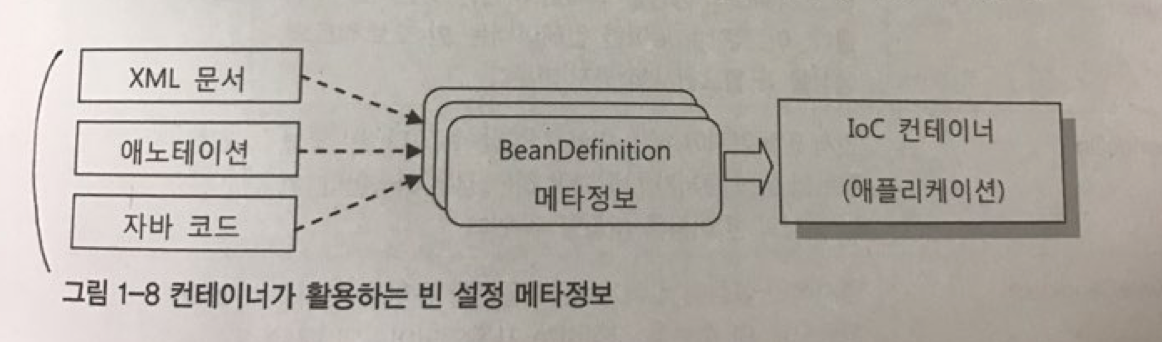 XML 문서
애노테이션
자바 코드
BeanDefinition
메타정보
IoC 컨테이너
(애플리케이션)
그림 1-8 컨테이너가 활용하는 빈 설정 메타정보